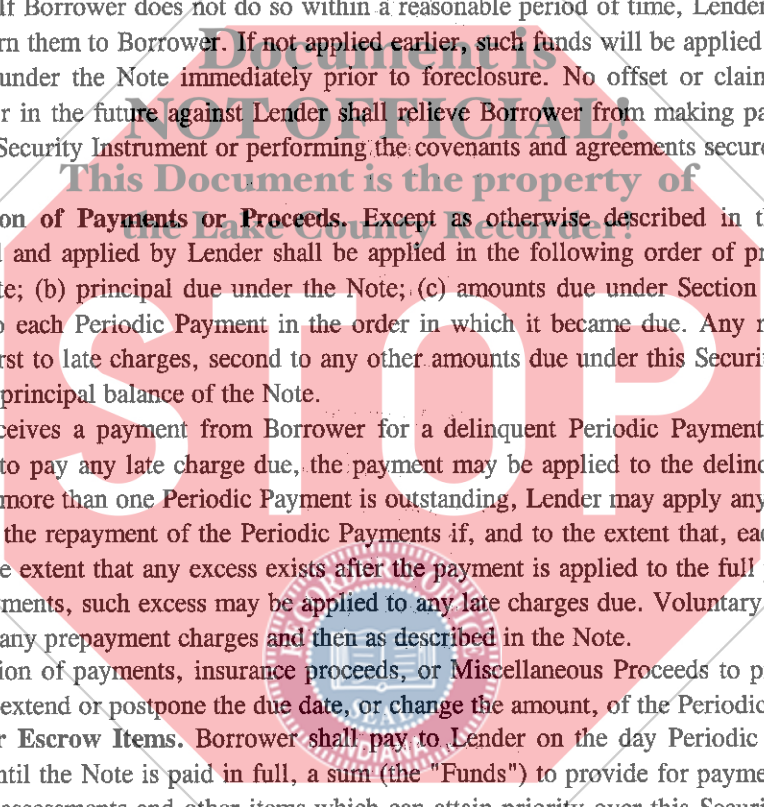 If Borrower does not do so within a reasonable period of time, Lender
rn them to Borrower. If not applied earlier, such funds will be applied
Document is
under the Note immediately prior to foreclosure. No offset or claim
r in the future against Lender shall relieve Borrower from making pa
NOT OFFICIAL!
Security Instrument or performing the covenants and agreements secure
This Document is the property of
on of Payments or Proceeds. Except as otherwise described in th
the Lake County Recorder!
l and applied by Lender shall be applied in the following order of pr
te; (b) principal due under the Note; (c) amounts due under Section
o each Periodic Payment in the order in which it became due. Any r
rst to late charges, second to any other amounts due under this Securi
principal balance of the Note.
STOP
ceives a payment from Borrower for a delinquent Periodic Payment
to pay any late charge due, the payment may be applied to the delinq
more than one Periodic Payment is outstanding, Lender may apply any
the repayment of the Periodic Payments if, and to the extent that, eac
e extent that any excess exists after the payment is applied to the full
ments, such excess may be applied to any late charges due. Voluntary
any prepayment charges and then as described in the Note.
ion of payments, insurance proceeds, or Miscellaneous Proceeds to p
extend or postpone the due date, or change the amount, of the Periodic
SEAL
r Escrow Items. Borrower shall pay to Lender on the day Periodic
ntil the Note is paid in full, a sum (the "Funds") to provide for payme
assessments and other items which can attain priority over this Securi